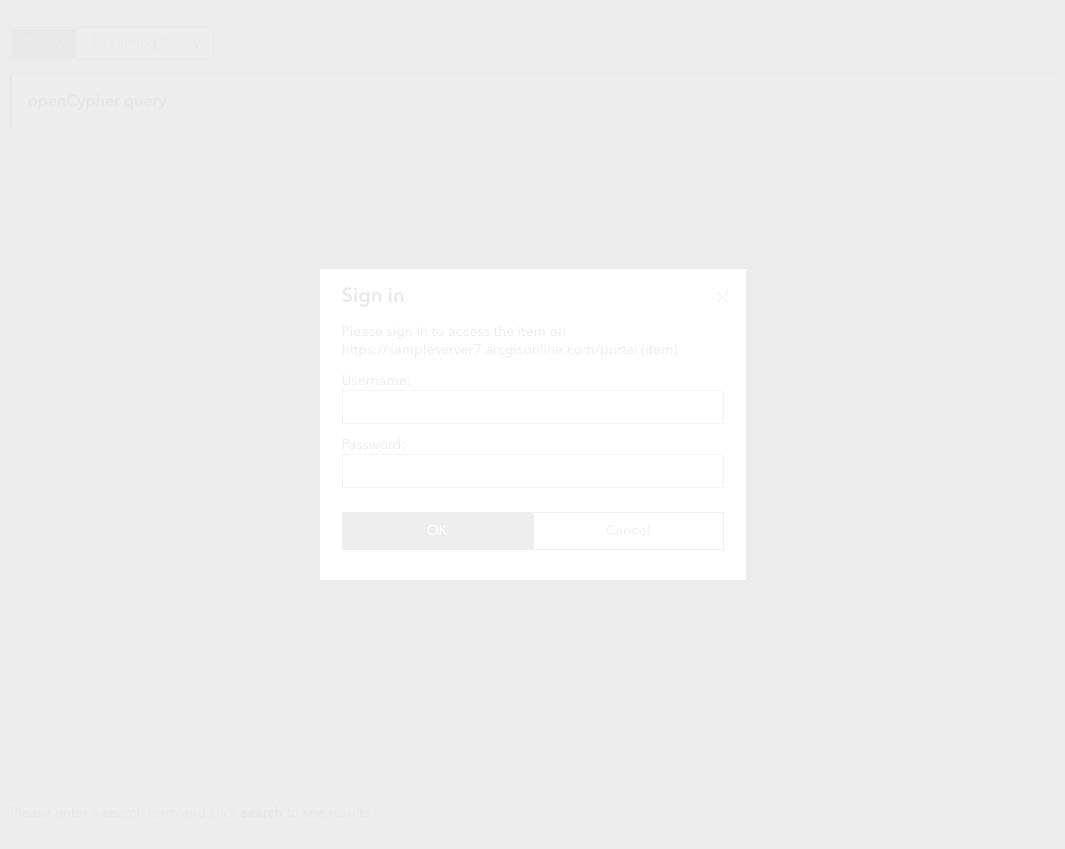 Streaming Query
openCypher query
Sign in
Please sign in to access the item on
https://sampleserver7.arcgisonline.com/portal (item)
Username:
Password:
OK
Cancel
Please enter a search term and click search to see results